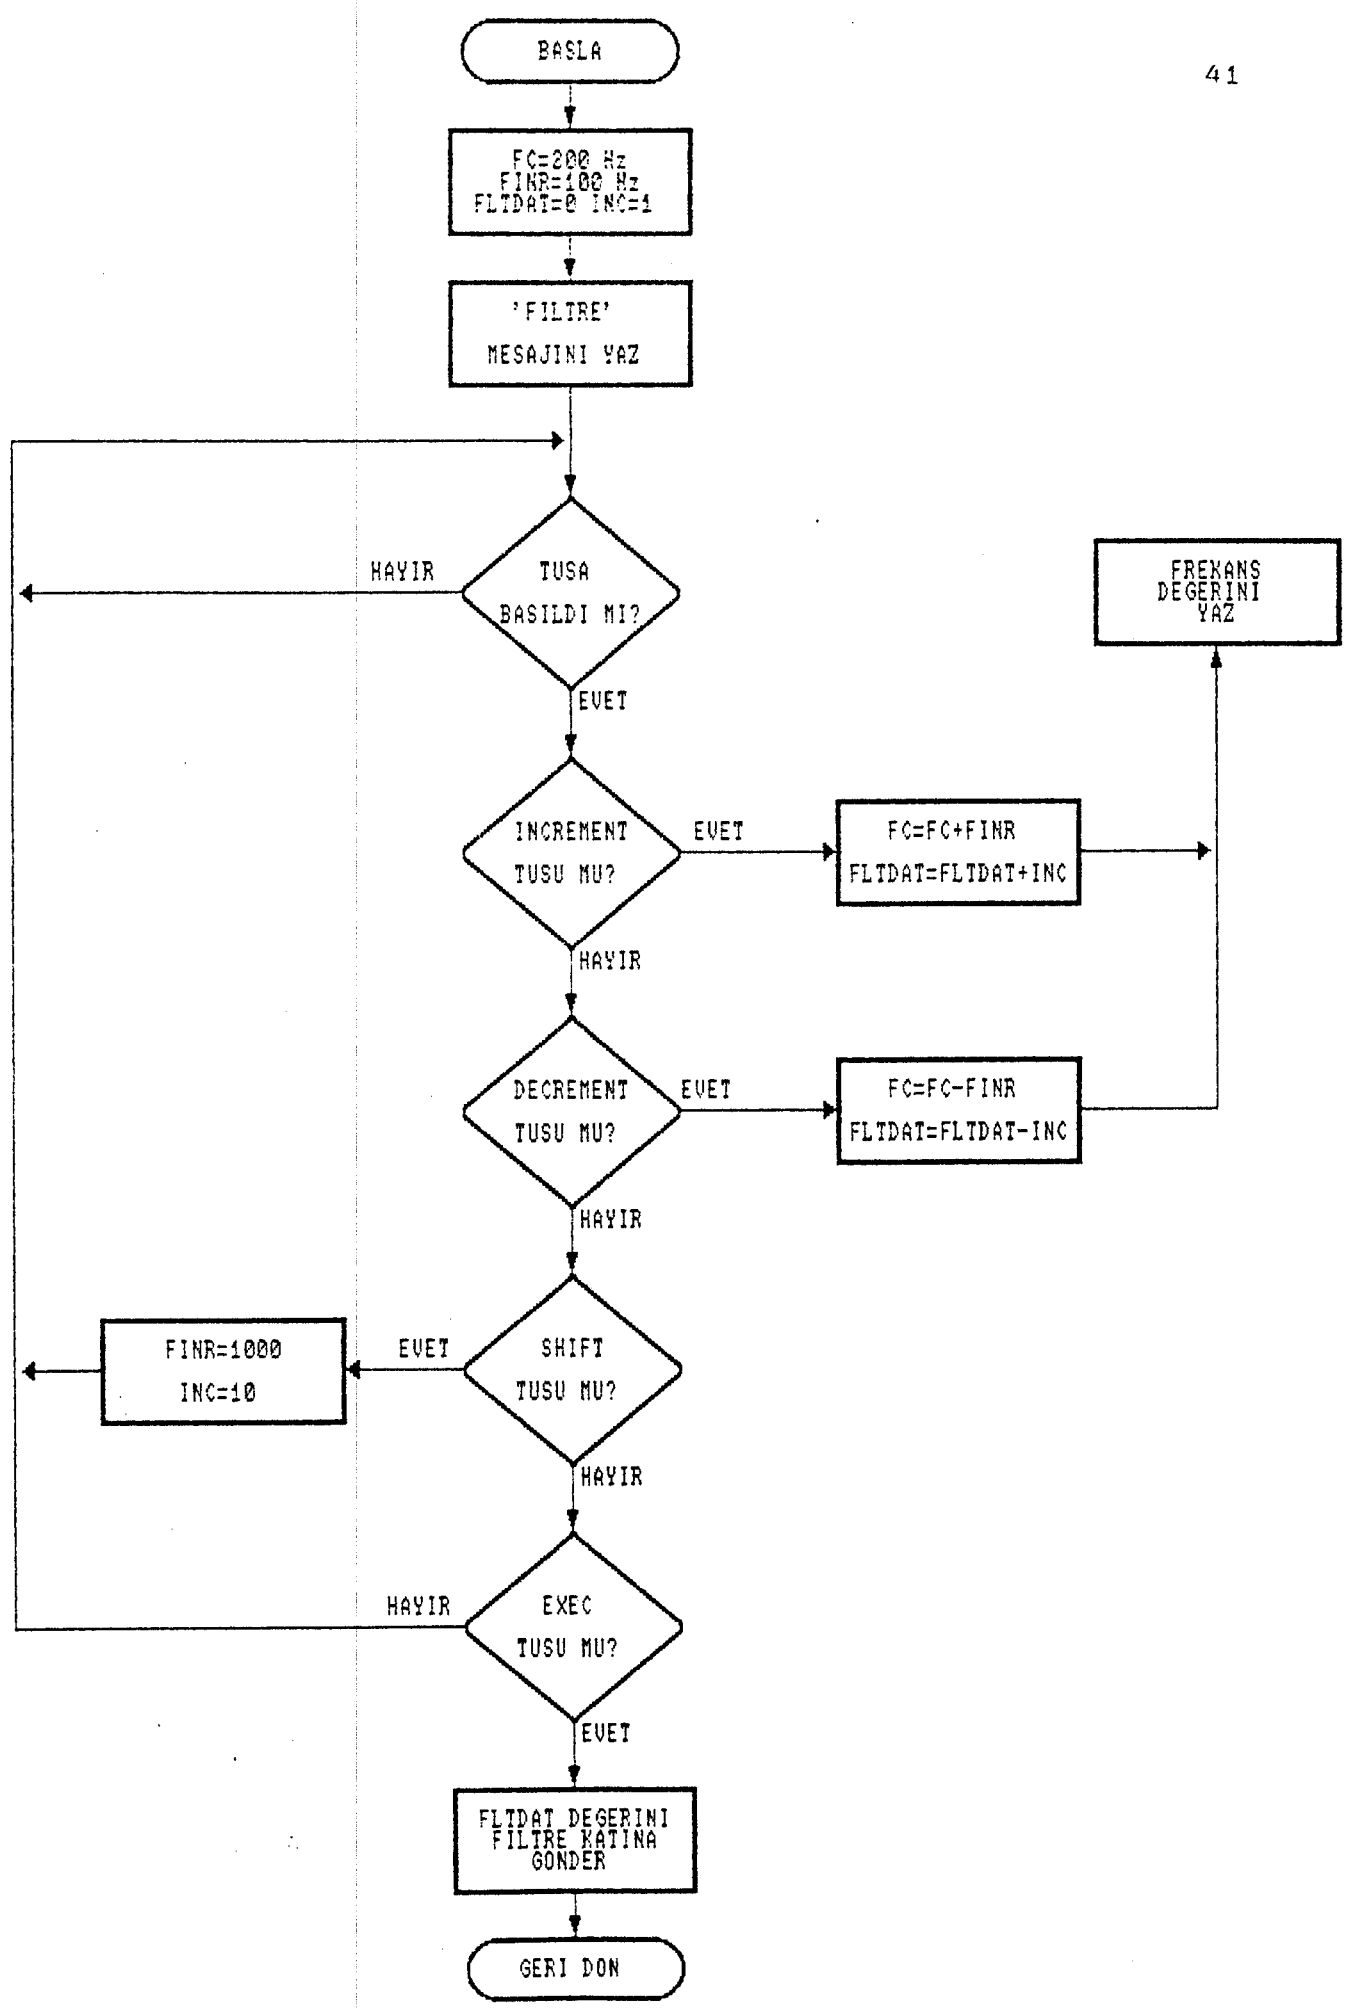 41
BASLA
FC=200 Hz
FINR=100 Hz
FLTDAT=0 INC=1
'FILTRE'
MESAJINI YAZ
HAYIR
TUSA
BASILDI MI?
EVET
FREKANS
DEGERINI
YAZ
INCREMENT
TUSU MU?
EVET
FC=FC+FINR
FLTDAT=FLTDAT+INC
HAYIR
DECREMENT
TUSU MU?
EVET
FC=FC-FINR
FLTDAT=FLTDAT-INC
HAYIR
FINR=1000
INC=10
EVET
SHIFT
TUSU MU?
HAYIR
HAYIR
EXEC
TUSU MU?
EVET
FLTDAT DEGERINI
FILTRE KATINA
GONDER
GERI DON